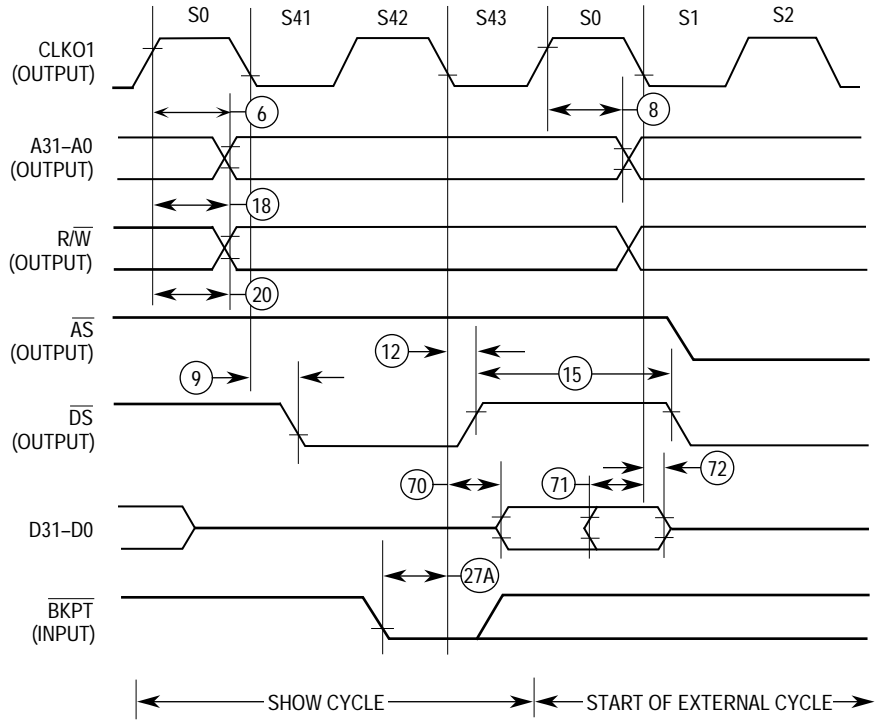 S0 S41 S42 S43 S0 S1 S2
CLKO1
(OUTPUT)
6
8
A31–A0
(OUTPUT)
18
R/W
(OUTPUT)
20
AS
(OUTPUT)
12
9
15
DS
(OUTPUT)
70
71
72
D31–D0
27A
BKPT
(INPUT)
SHOW CYCLE
START OF EXTERNAL CYCLE